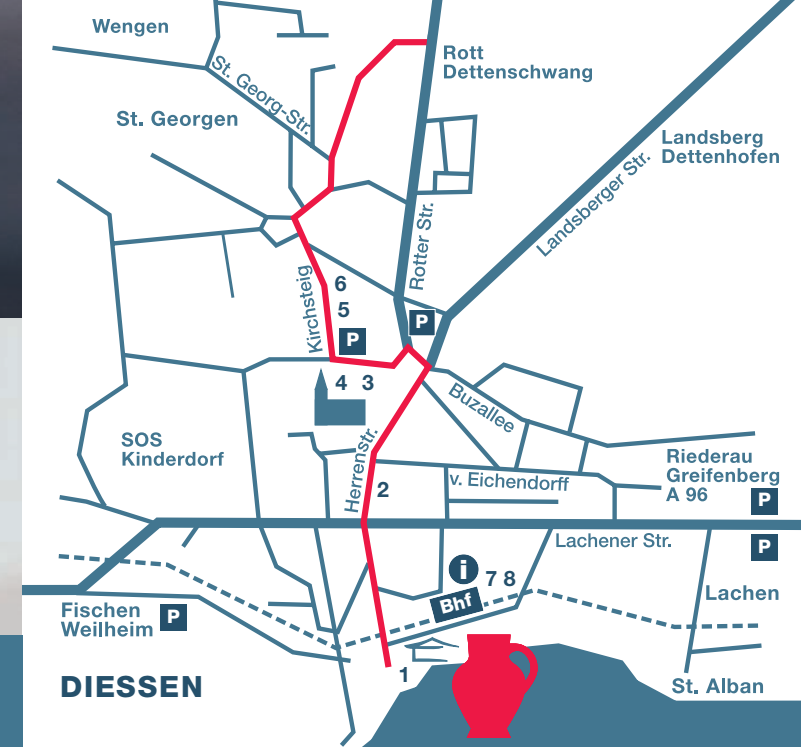 Wengen
St. Georg-Str.
St. Georgen
Rott
Dettenschwang
Landsberg
Dettenhofen
Landsberger Str.
Rotter Str.
Kirchsteig
6
5
P
P
4 3
Buzallee
SOS
Kinderdorf
Herrenstr.
2
v. Eichendorff
Riederau
Greifenberg
A 96
P
Lachener Str.
P
i
7 8
Bhf
Lachen
Fischen
Weilheim
P
1
DIESSEN
St. Alban